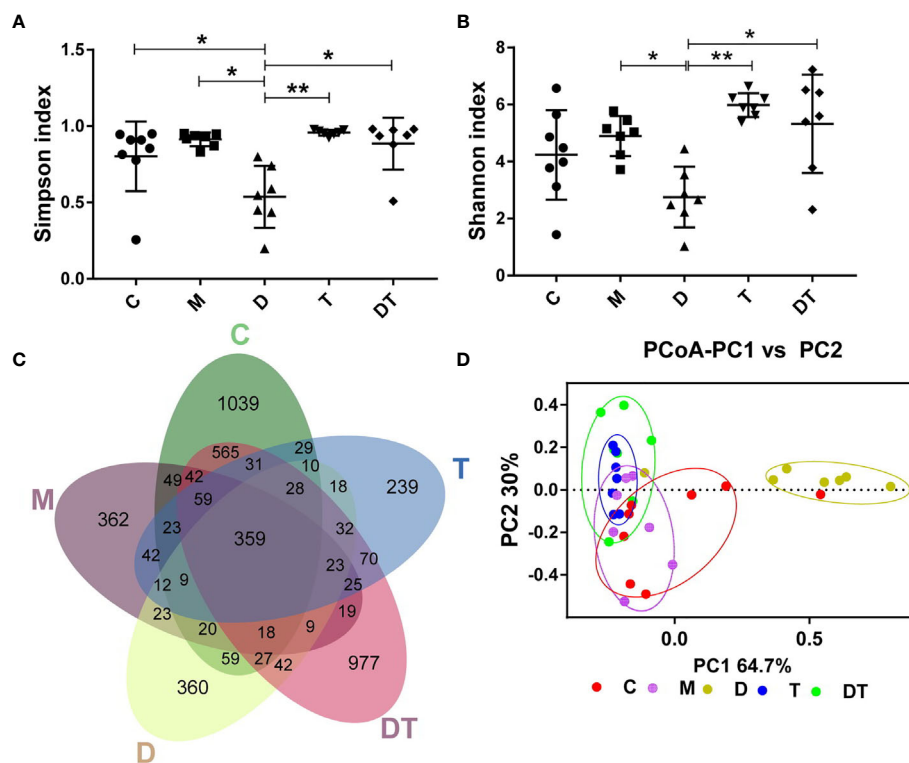 A
Simpson index
1.5
1.0
0.5
0.0
* * * **
C M D T DT
B
Shannon index
8
6
4
2
0
* ** *
C M D T DT
C
C
T
M
D
DT
1039
565
31
29
10
18
239
49
42
59
28
362
23
359
32
42
23
70
12
9
25
23
19
20
18
9
59
27
42
977
360
D
PCoA-PC1 vs PC2
PC2 30%
0.4
0.2
0.0
-0.2
-0.4
0.0 0.5
PC1 64.7%
C M D T DT